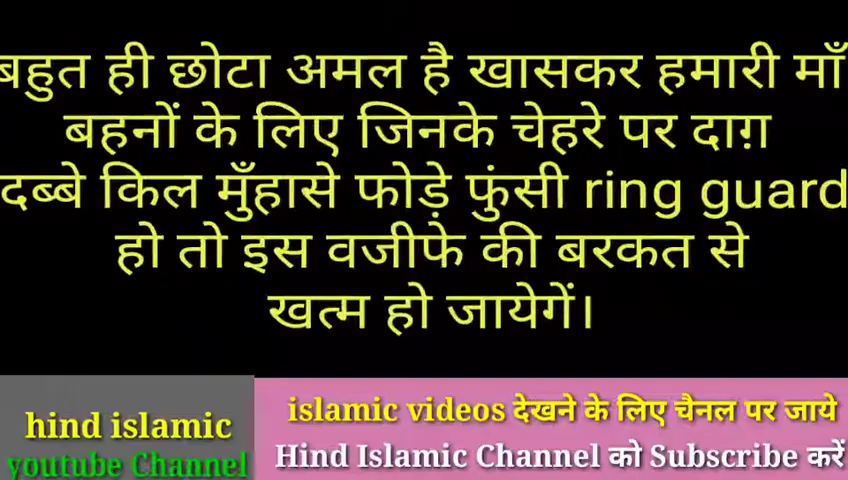 बहुत ही छोटा अमल है खासकर हमारी माँ
बहनों के लिए जिनके चेहरे पर दाग़
दब्बे किल मुँहासे फोड़े फुंसी ring guard
हो तो इस वजीफे की बरकत से
खत्म हो जायेगें।
hind islamic
youtube Channel
islamic videos देखने के लिए चैनल पर जाये
Hind Islamic Channel को Subscribe करें